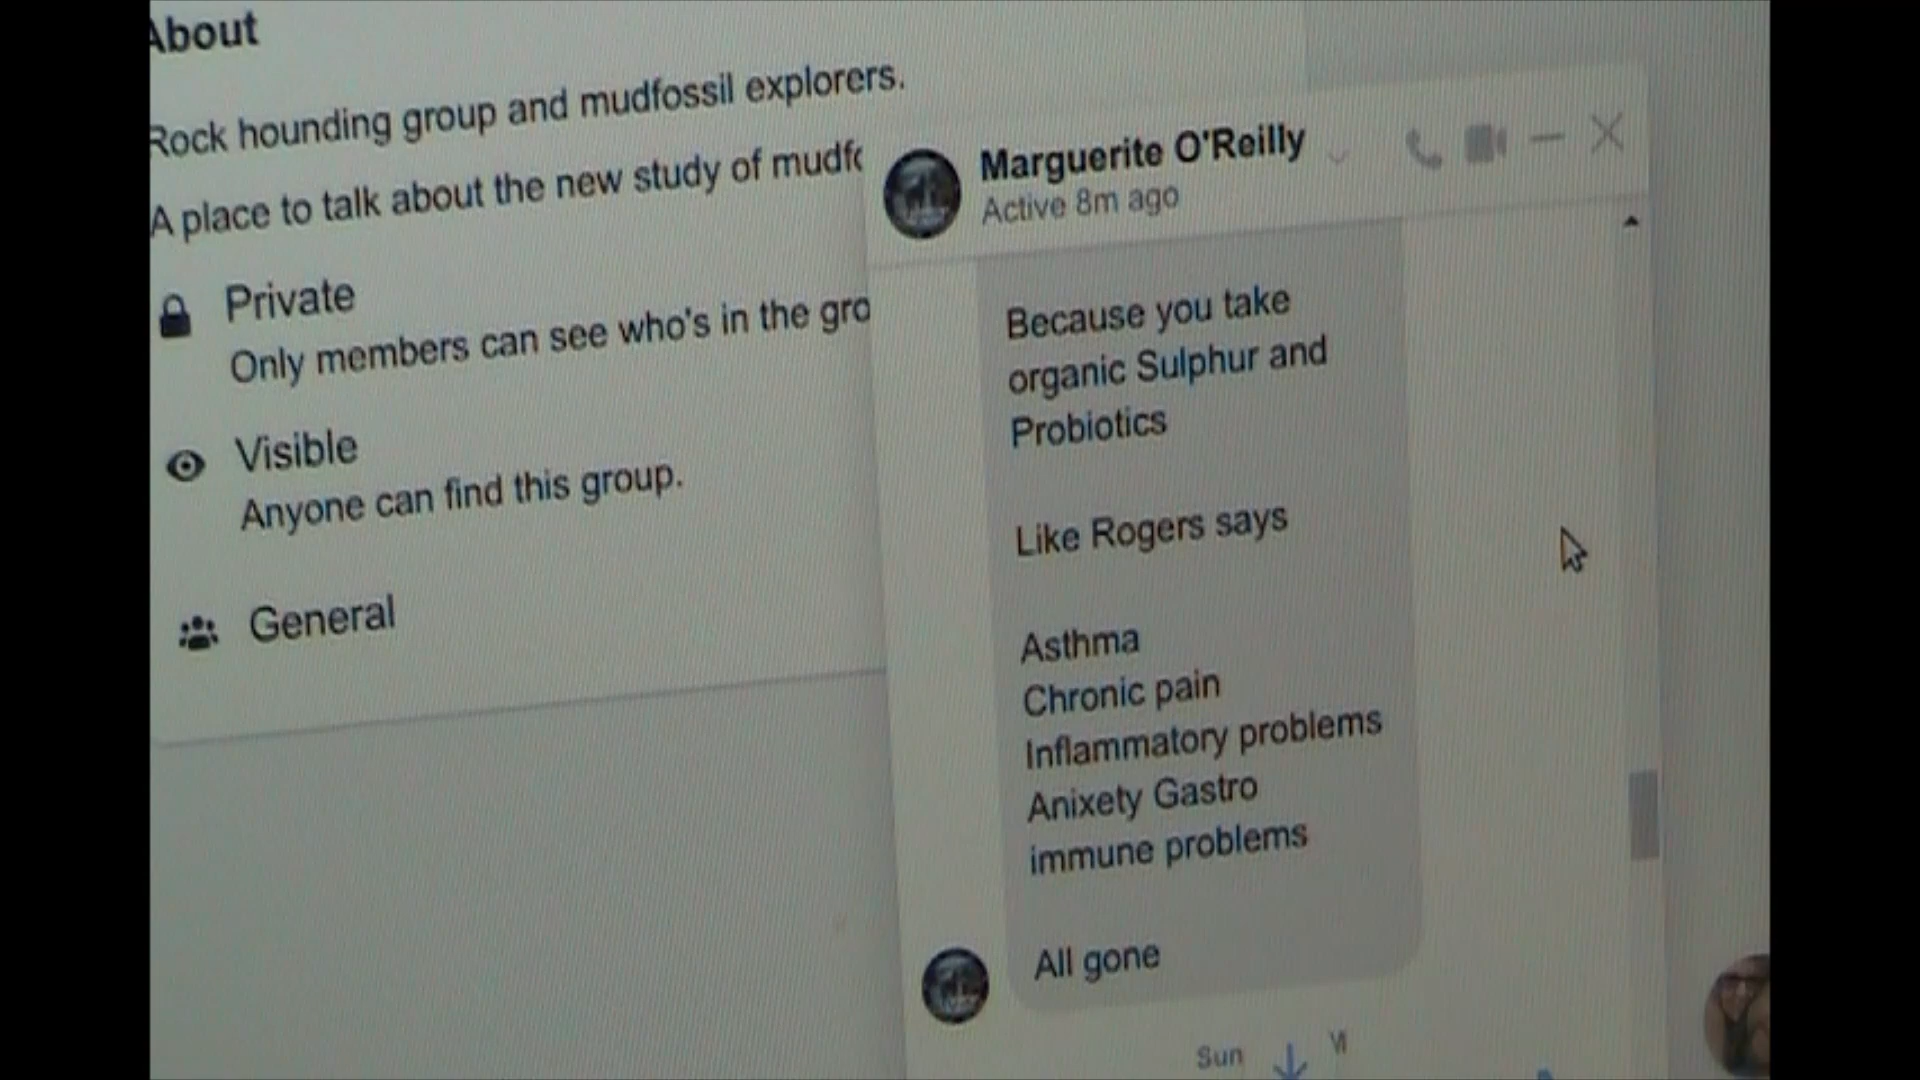 About
Rock hounding group and mudfossil explorers.
A place to talk about the new study of
Private
Only members can see who's in the
Visible
Anyone can find this group.
General
Marguerite O'Reilly
Active 8m ago
Because you take
organic Sulphur and
Probiotics
Like Rogers says
Asthma
Chronic pain
Inflammatory problems
Anixety Gastro
immune problems
All gone
Sun